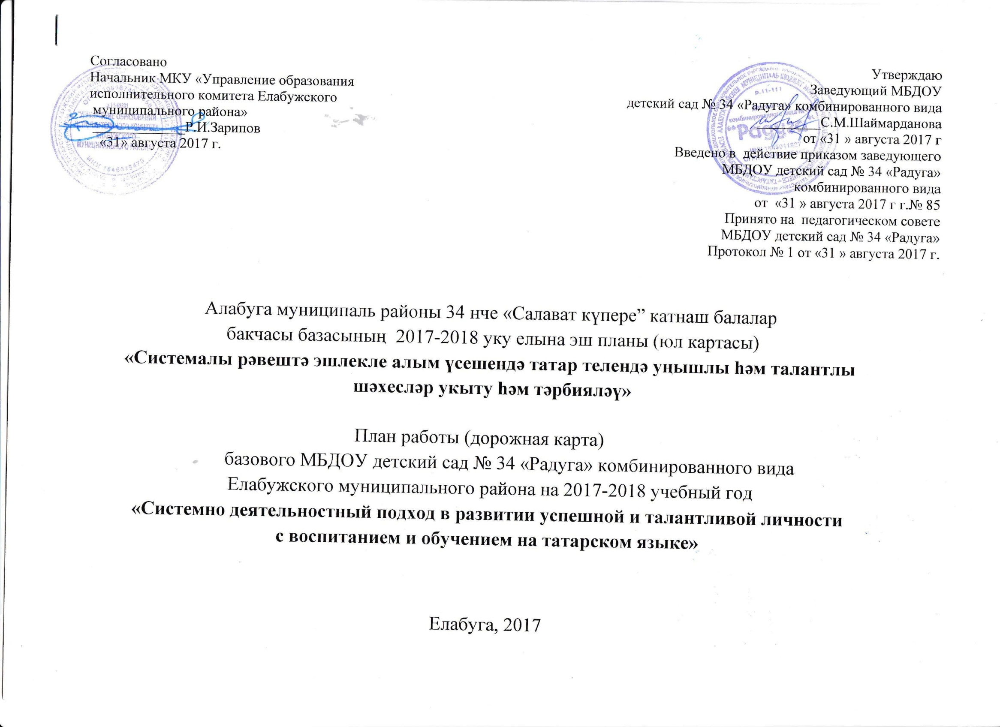 Согласовано
Начальник МКУ «Управление образования
исполнительного комитета Елабужского
муниципального района»
_____________Р.И.Зарипов
«31» августа 2017 г.
Утверждаю
Заведующий МБДОУ
детский сад № 34 «Радуга» комбинированного вида
_________С.М.Шаймарданова
от «31 » августа 2017 г
Введено в действие приказом заведующего
МБДОУ детский сад № 34 «Радуга»
комбинированного вида
от «31 » августа 2017 г г.№ 85
Принято на педагогическом совете
МБДОУ детский сад № 34 «Радуга»
Протокол № 1 от «31 » августа 2017 г.
Алабуга муниципаль районы 34 нче «Салават күпере” катнаш балалар
бакчасы базасының 2017-2018 уку елына эш планы (юл картасы)
«Системалы рәвештә эшлекле алым үсешендә татар телендә уңышлы һәм талантлы
шәхесләр укыту һәм тәрбияләү»
План работы (дорожная карта)
базового МБДОУ детский сад № 34 «Радуга» комбинированного вида
Елабужского муниципального района на 2017-2018 учебный год
«Системно деятельностный подход в развитии успешной и талантливой личности
с воспитанием и обучением на татарском языке»
Елабуга, 2017